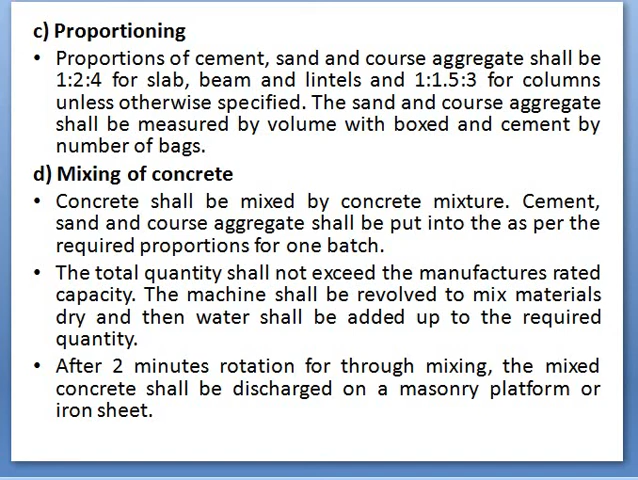 c) Proportioning
• Proportions of cement, sand and course aggregate shall be
1:2:4 for slab, beam and lintels and 1:1.5:3 for columns
unless otherwise specified. The sand and course aggregate
shall be measured by volume with boxed and cement by
number of bags.
d) Mixing of concrete
• Concrete shall be mixed by concrete mixture. Cement,
sand and course aggregate shall be put into the as per the
required proportions for one batch.
• The total quantity shall not exceed the manufactures rated
capacity. The machine shall be revolved to mix materials
dry and then water shall be added up to the required
quantity.
• After 2 minutes rotation for through mixing, the mixed
concrete shall be discharged on a masonry platform or
iron sheet.